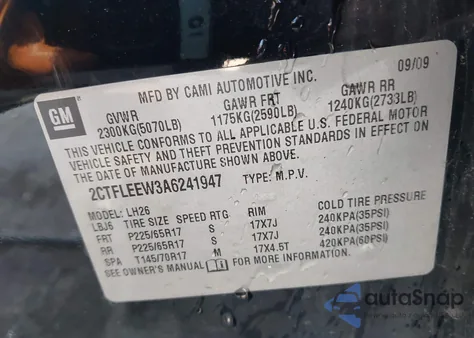 MFD BY CAMI AUTOMOTIVE INC. 09/09
GM GVWR GAWR FRT GAWR RR
2300KG(5070LB) 1175KG(2590LB) 1240KG(2733LB)
THIS VEHICLE CONFORMS TO ALL APPLICABLE U.S. FEDERAL MOTOR
VEHICLE SAFETY AND THEFT PREVENTION STANDARDS IN EFFECT ON
THE DATE OF MANUFACTURE SHOWN ABOVE.
2CTFLEEW3A6241947 TYPE: M.P.V.
MODEL: LH26
LBJ6 TIRE SIZE SPEED RTG RIM COLD TIRE PRESSURE
FRT P225/65R17 S 17X7J 240KPA(35PSI)
RR P225/65R17 S 17X7J 240KPA(35PSI)
SPA T145/70R17 M 17X4.5T 420KPA(60PSI)
SEE OWNER'S MANUAL FOR MORE INFORMATION
autoSnap